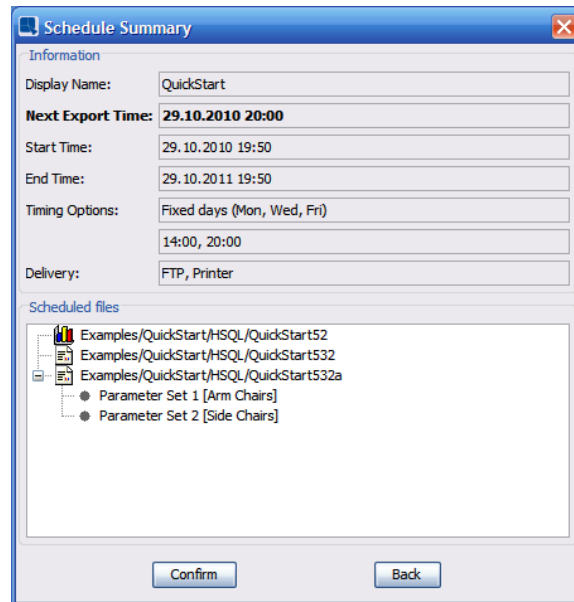 Schedule Summary
Information
Display Name: QuickStart
Next Export Time: 29.10.2010 20:00
Start Time: 29.10.2010 19:50
End Time: 29.10.2011 19:50
Timing Options: Fixed days (Mon, Wed, Fri)
14:00, 20:00
Delivery: FTP, Printer
Scheduled files
Examples/QuickStart/HSQL/QuickStart52
Examples/QuickStart/HSQL/QuickStart532
Examples/QuickStart/HSQL/QuickStart532a
Parameter Set 1 [Arm Chairs]
Parameter Set 2 [Side Chairs]
Confirm Back